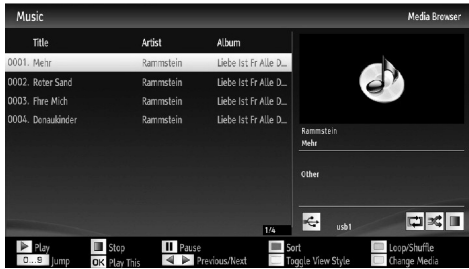 Music Media Browser
Title Artist Album
0001. Mehr Rammstein Liebe Ist Fr Alle D...
0002. Roter Sand Rammstein Liebe Ist Fr Alle D...
0003. Fhre Mich Rammstein Liebe Ist Fr Alle D...
0004. Donaukinder Rammstein Liebe Ist Fr Alle D...
Rammstein
Mehr
Other
1/4 usb1
Play Stop Pause Sort Loop/Shuffle
0...9 Jump OK Play This Previous/Next Toggle View Style Change Media